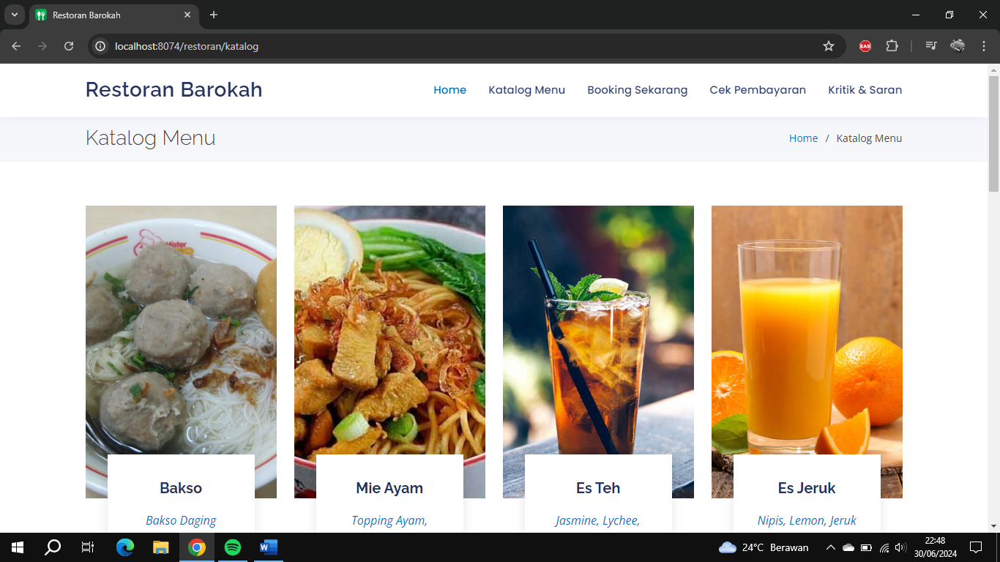 Restoran Barokah
localhost:8074/restoran/katalog
EAB
Restoran Barokah
Home
Katalog Menu
Booking Sekarang
Cek Pembayaran
Kritik & Saran
Katalog Menu
Home / Katalog Menu
Mister
Bakso
Mie Ayam
Es Teh
Es Jeruk
Bakso Daging
Topping Ayam,
Jasmine, Lychee,
Nipis, Lemon, Jeruk
24°C Berawan
22:48
30/06/2024